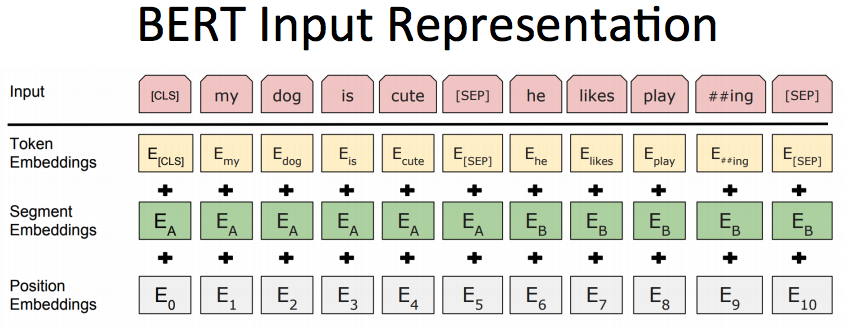 BERT Input Representation
Input [CLS] my dog is cute [SEP] he likes play ##ing [SEP]
Token Embeddings E[CLS] Emy Edog Eis Ecute E[SEP] Ehe Elikes Eplay E##ing E[SEP]
+ + + + + + + + + + +
Segment Embeddings EA EA EA EA EA EA EB EB EB EB EB
+ + + + + + + + + + +
Position Embeddings E0 E1 E2 E3 E4 E5 E6 E7 E8 E9 E10